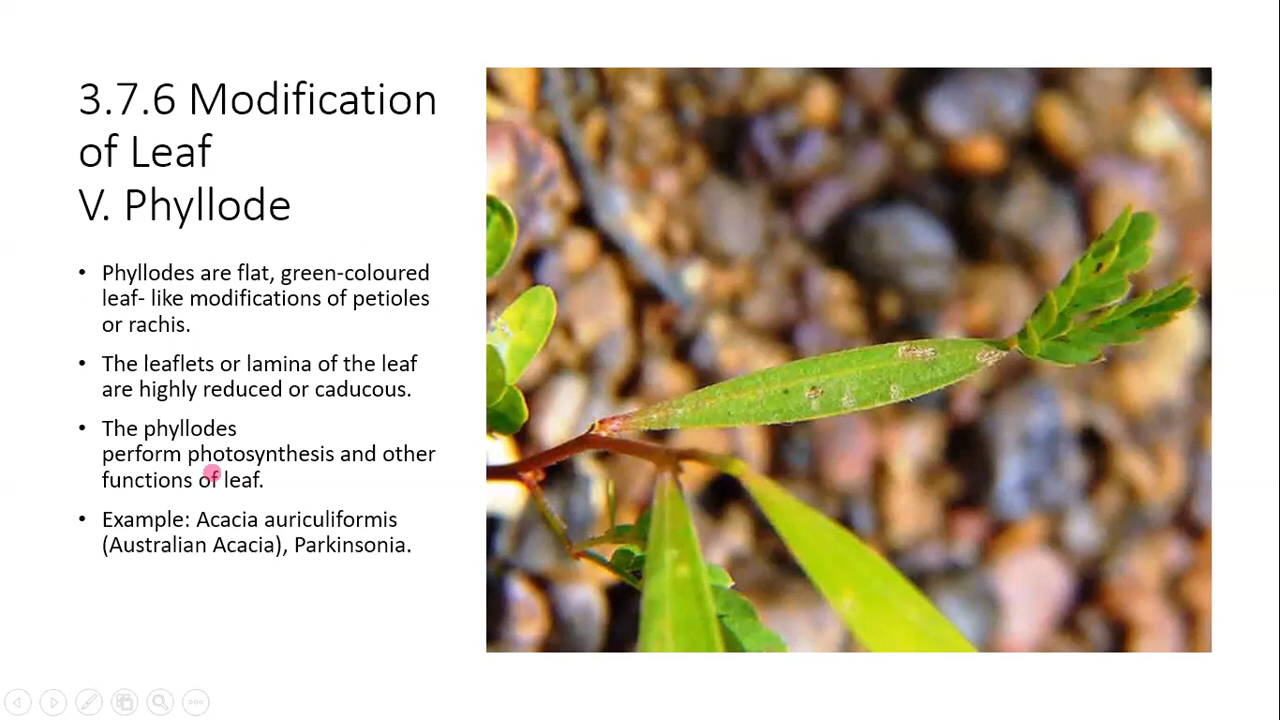 3.7.6 Modification
of Leaf
V. Phyllode
• Phyllodes are flat, green-coloured
leaf- like modifications of petioles
or rachis.
• The leaflets or lamina of the leaf
are highly reduced or caducous.
• The phyllodes
perform photosynthesis and other
functions of leaf.
• Example: Acacia auriculiformis
(Australian Acacia), Parkinsonia.